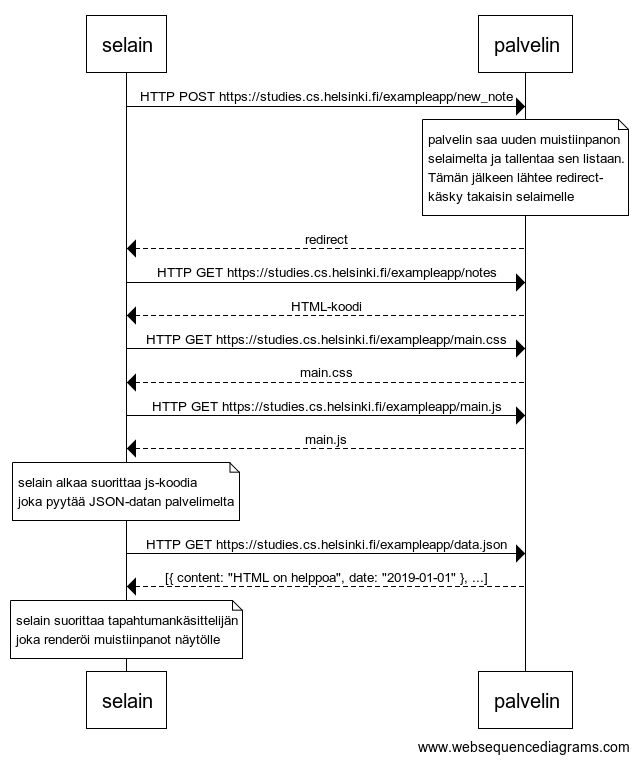 selain
palvelin
HTTP POST https://studies.cs.helsinki.fi/exampleapp/new_note
palvelin saa uuden muistiinpanon
selaimelta ja tallentaa sen listaan.
Tämän jälkeen lähtee redirect-
käsky takaisin selaimelle
redirect
HTTP GET https://studies.cs.helsinki.fi/exampleapp/notes
HTML-koodi
HTTP GET https://studies.cs.helsinki.fi/exampleapp/main.css
main.css
HTTP GET https://studies.cs.helsinki.fi/exampleapp/main.js
main.js
selain alkaa suorittaa js-koodia
joka pyytää JSON-datan palvelimelta
HTTP GET https://studies.cs.helsinki.fi/exampleapp/data.json
[{ content: "HTML on helppoa", date: "2019-01-01" }, ...]
selain suorittaa tapahtumankäsittelijän
joka renderöi muistiinpanot näytölle
selain
palvelin
www.websequencediagrams.com